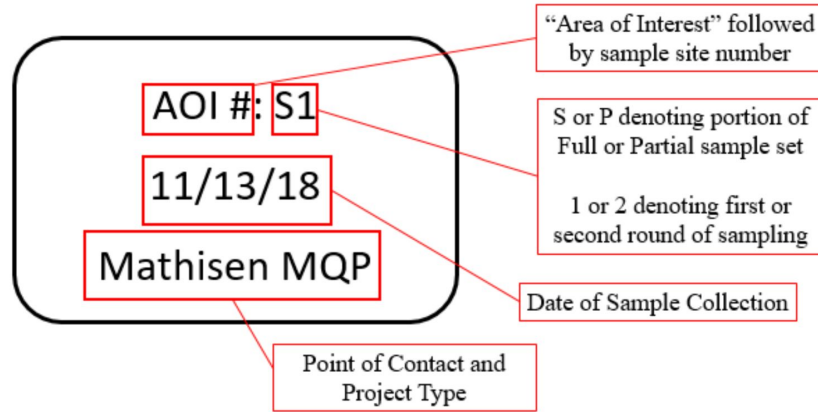 "Area of Interest" followed
by sample site number
AOI #: S1
S or P denoting portion of
Full or Partial sample set
1 or 2 denoting first or
second round of sampling
11/13/18
Mathisen MQP
Date of Sample Collection
Point of Contact and
Project Type